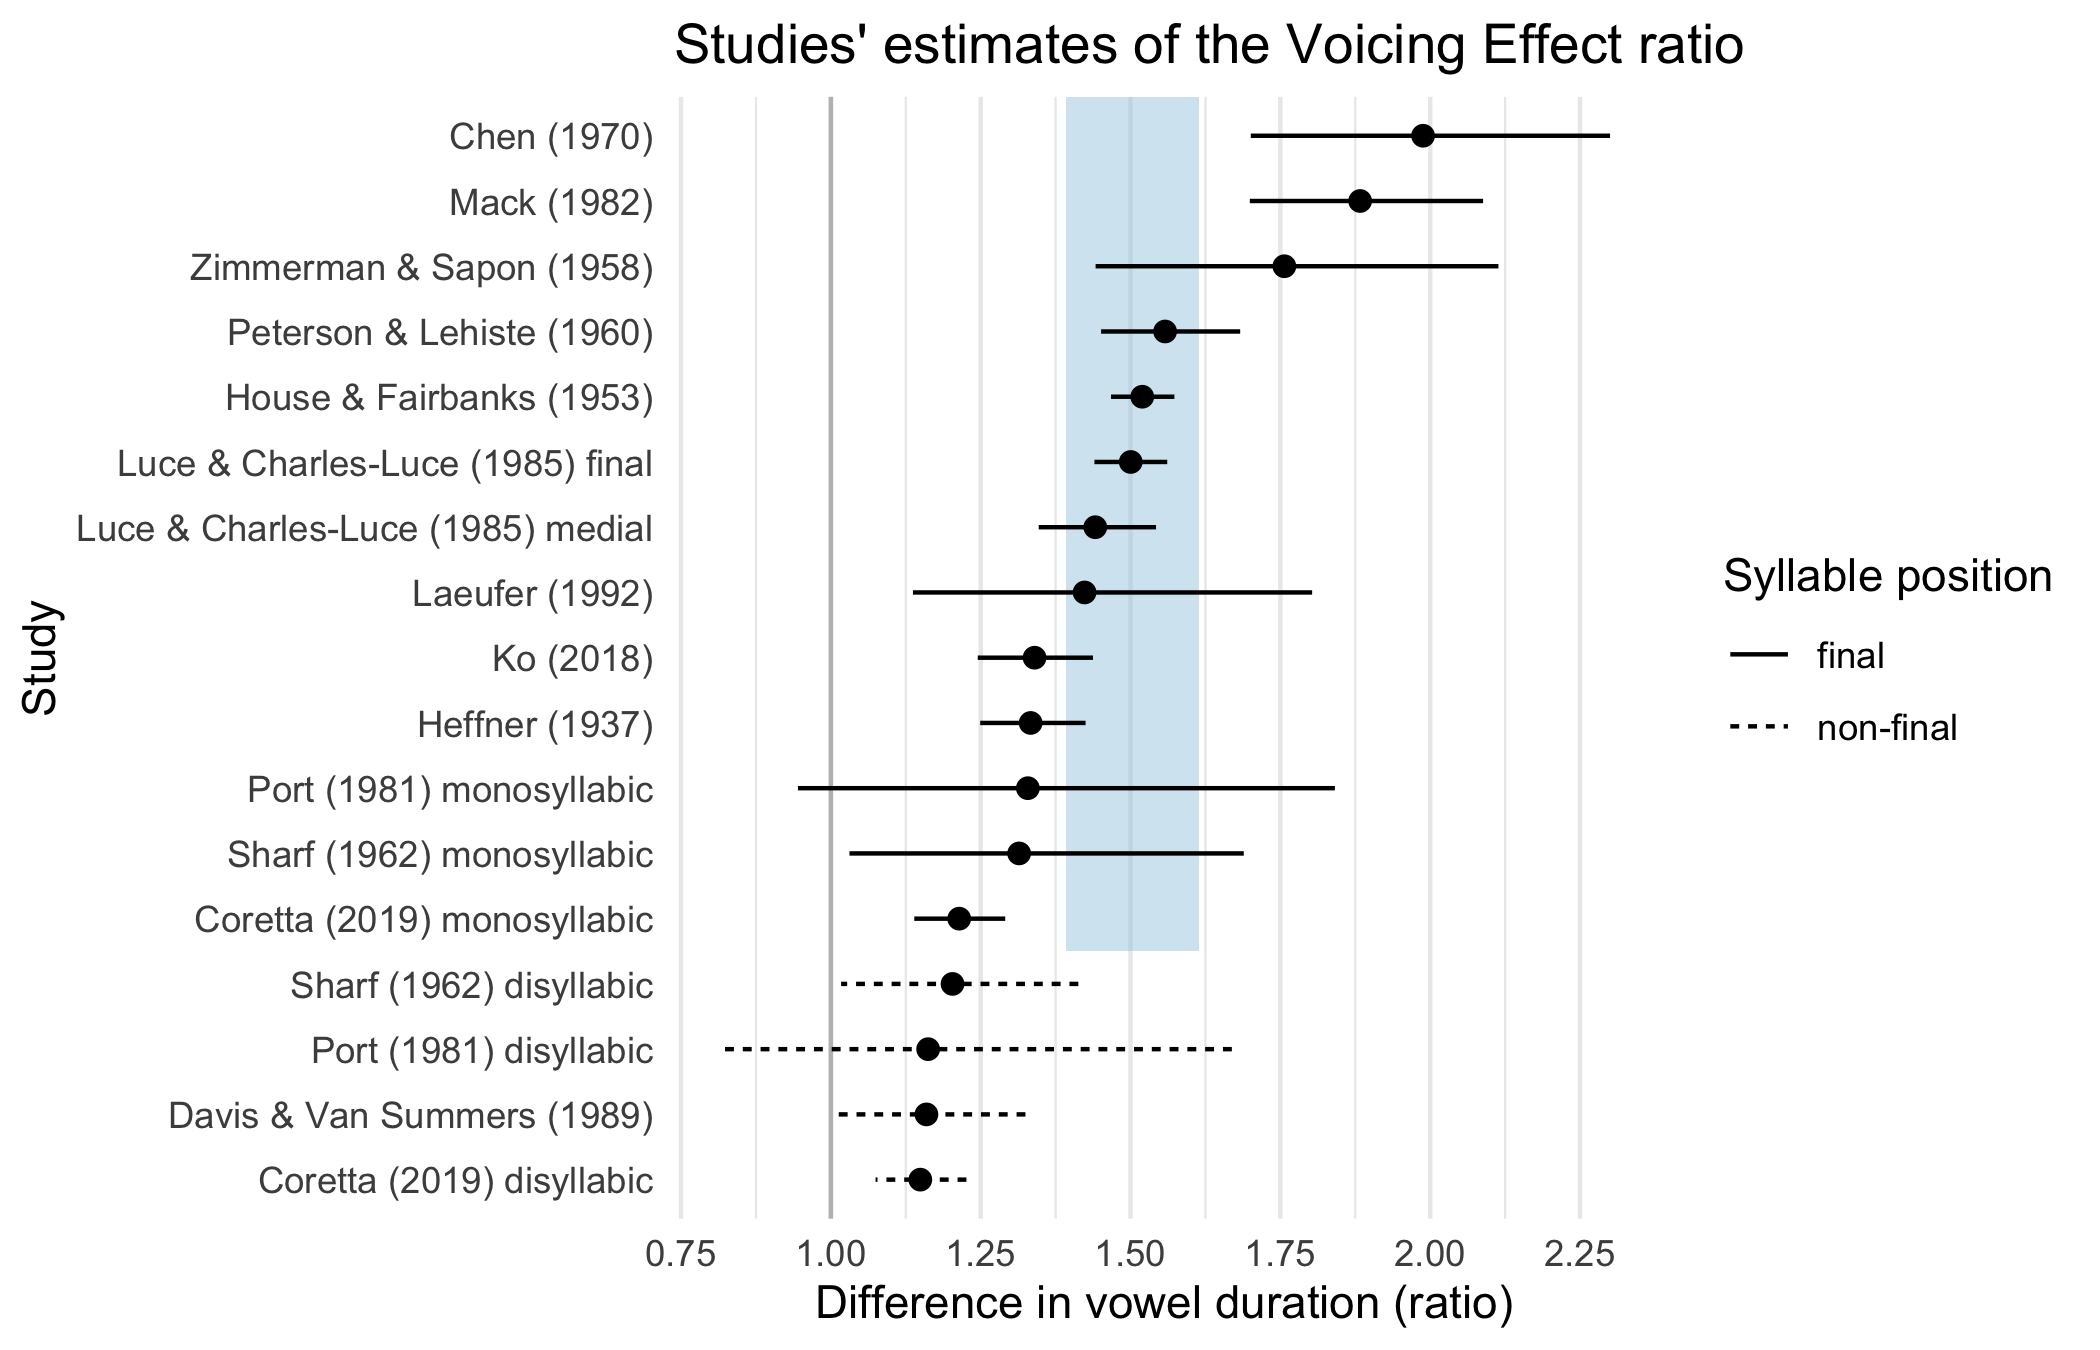 Studies' estimates of the Voicing Effect ratio
Study
Chen (1970)
Mack (1982)
Zimmerman & Sapon (1958)
Peterson & Lehiste (1960)
House & Fairbanks (1953)
Luce & Charles-Luce (1985) final
Luce & Charles-Luce (1985) medial
Laeufer (1992)
Ko (2018)
Heffner (1937)
Port (1981) monosyllabic
Sharf (1962) monosyllabic
Coretta (2019) monosyllabic
Sharf (1962) disyllabic
Port (1981) disyllabic
Davis & Van Summers (1989)
Coretta (2019) disyllabic
0.75 1.00 1.25 1.50 1.75 2.00 2.25
Difference in vowel duration (ratio)
Syllable position
final
non-final